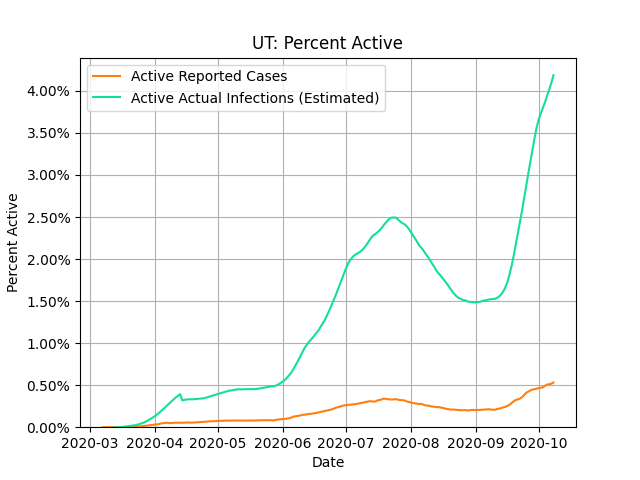 UT: Percent Active
Active Reported Cases
Active Actual Infections (Estimated)
Percent Active
4.00%
3.50%
3.00%
2.50%
2.00%
1.50%
1.00%
0.50%
0.00%
2020-03 2020-04 2020-05 2020-06 2020-07 2020-08 2020-09 2020-10
Date